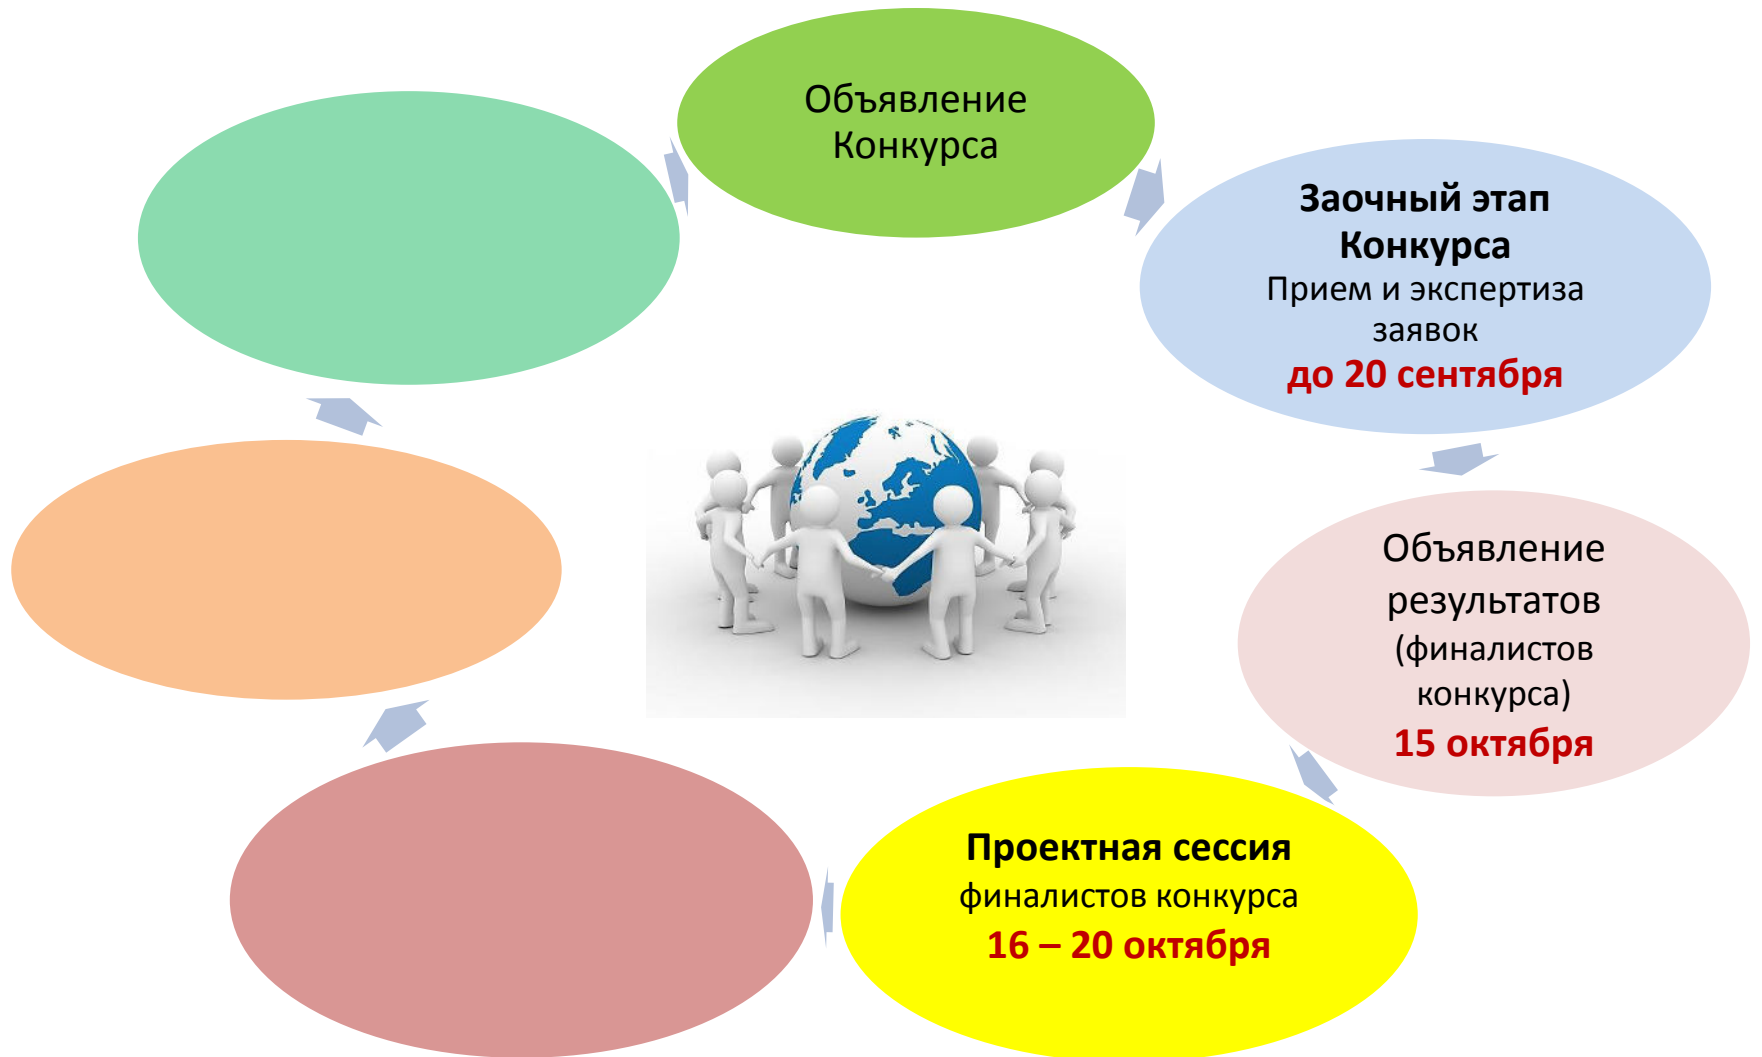 Объявление
Конкурса
Заочный этап
Конкурса
Прием и экспертиза
заявок
до 20 сентября
Объявление
результатов
(финалистов
конкурса)
15 октября
Проектная сессия
финалистов конкурса
16 – 20 октября